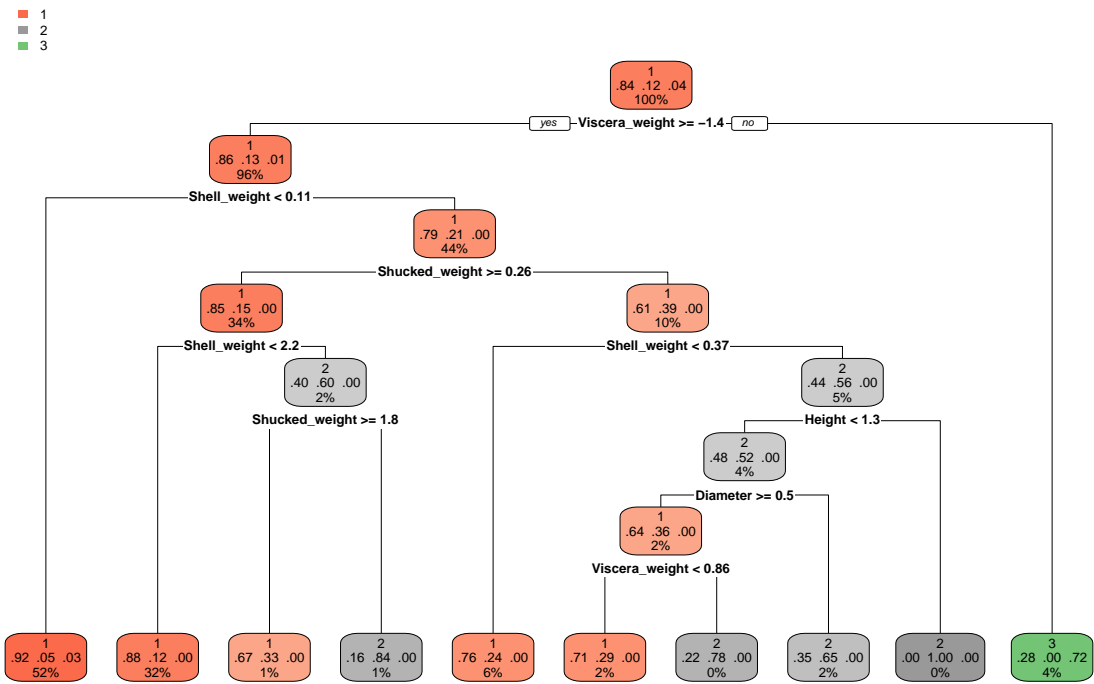 1
2
3
1
.84 .12 .04
100%
yes Viscera_weight >= −1.4 no
1
.86 .13 .01
96%
Shell_weight < 0.11
1
.79 .21 .00
44%
Shucked_weight >= 0.26
1
.85 .15 .00
34%
1
.61 .39 .00
10%
Shell_weight < 2.2
Shell_weight < 0.37
2
.40 .60 .00
2%
2
.44 .56 .00
5%
Shucked_weight >= 1.8
Height < 1.3
2
.48 .52 .00
4%
Diameter >= 0.5
1
.64 .36 .00
2%
Viscera_weight < 0.86
1
.92 .05 .03
52%
1
.88 .12 .00
32%
1
.67 .33 .00
1%
2
.16 .84 .00
1%
1
.76 .24 .00
6%
1
.71 .29 .00
2%
2
.22 .78 .00
0%
2
.35 .65 .00
2%
2
.00 1.00 .00
0%
3
.28 .00 .72
4%